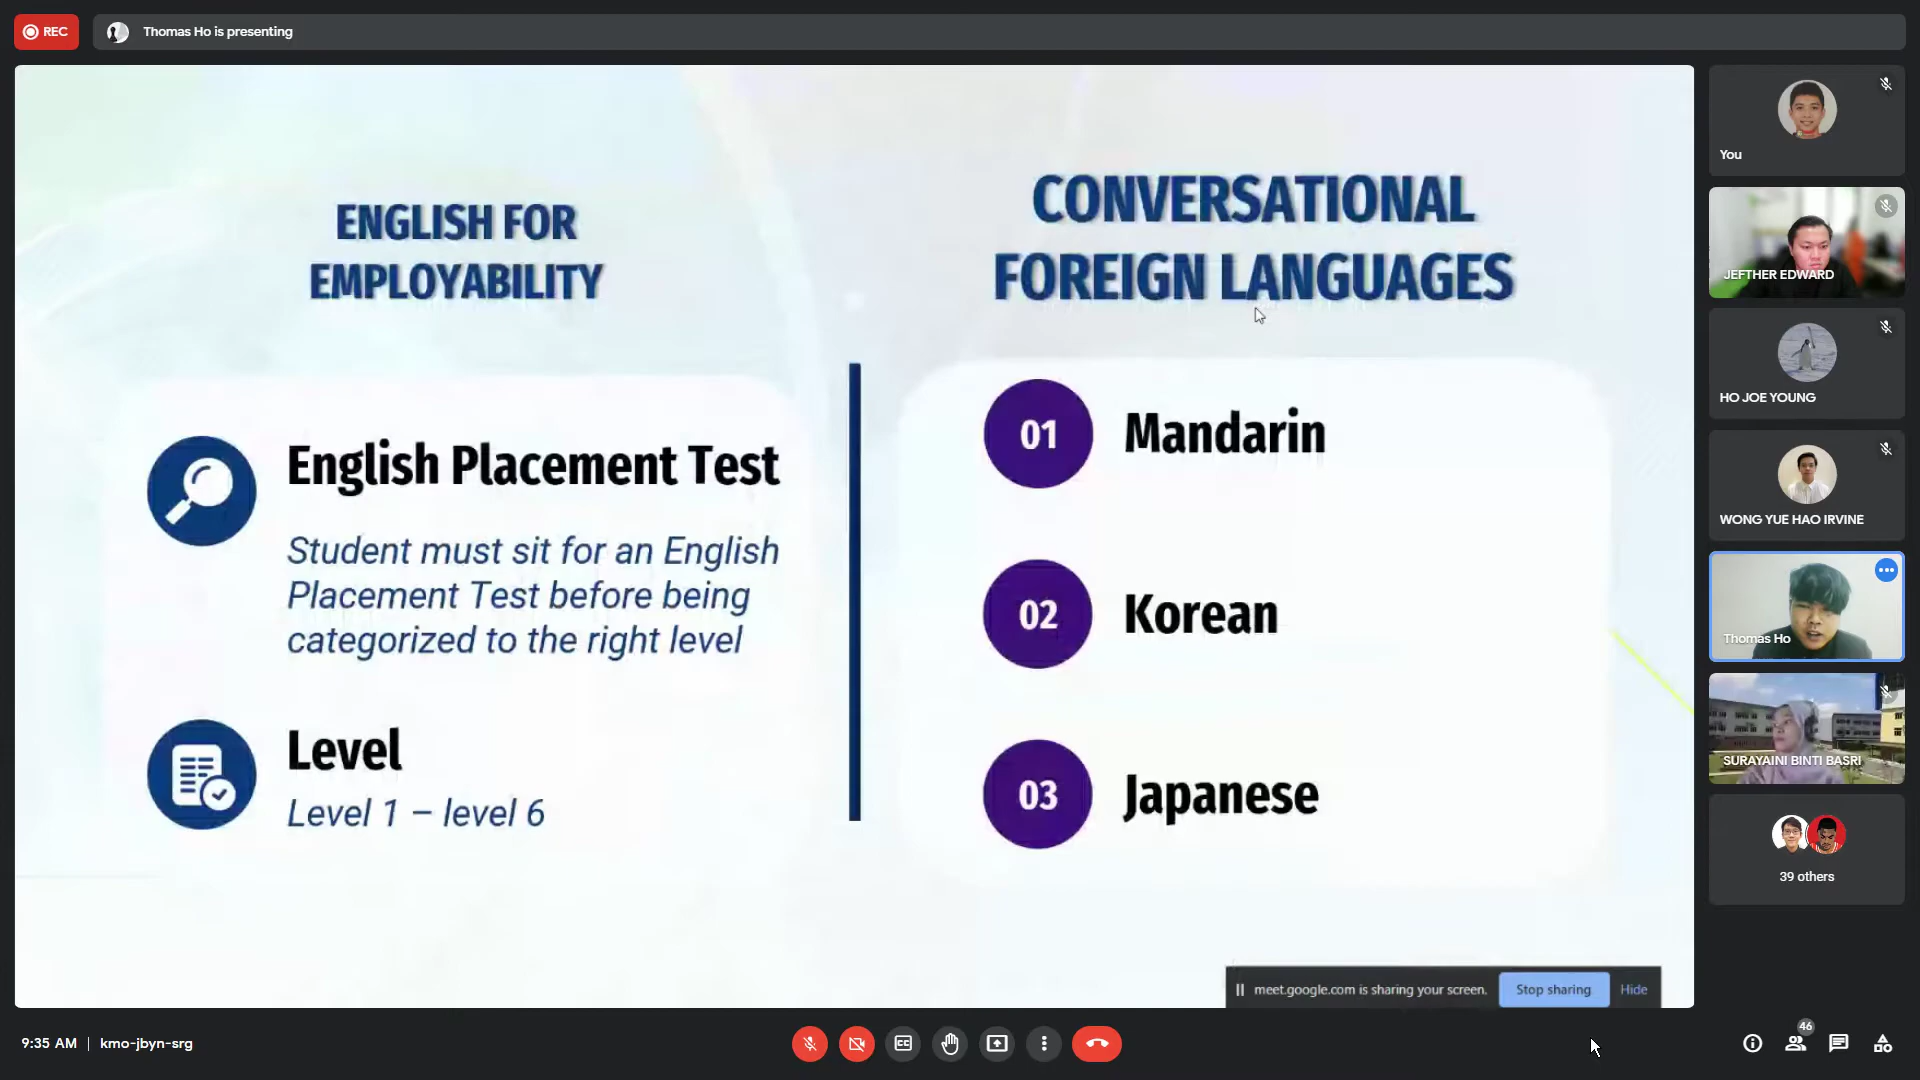 REC
Thomas Ho is presenting
ENGLISH FOR
EMPLOYABILITY
English Placement Test
Student must sit for an English
Placement Test before being
categorized to the right level
Level
Level 1 – level 6
CONVERSATIONAL
FOREIGN LANGUAGES
01 Mandarin
02 Korean
03 Japanese
meet.google.com is sharing your screen. Stop sharing Hide
You
JEFTHER EDWARD
HO JOE YOUNG
WONG YUE HAO IRVINE
Thomas Ho
SURAYAINI BINTI BASRI
39 others
9:35 AM | kmo-jbyn-srg
CC
46